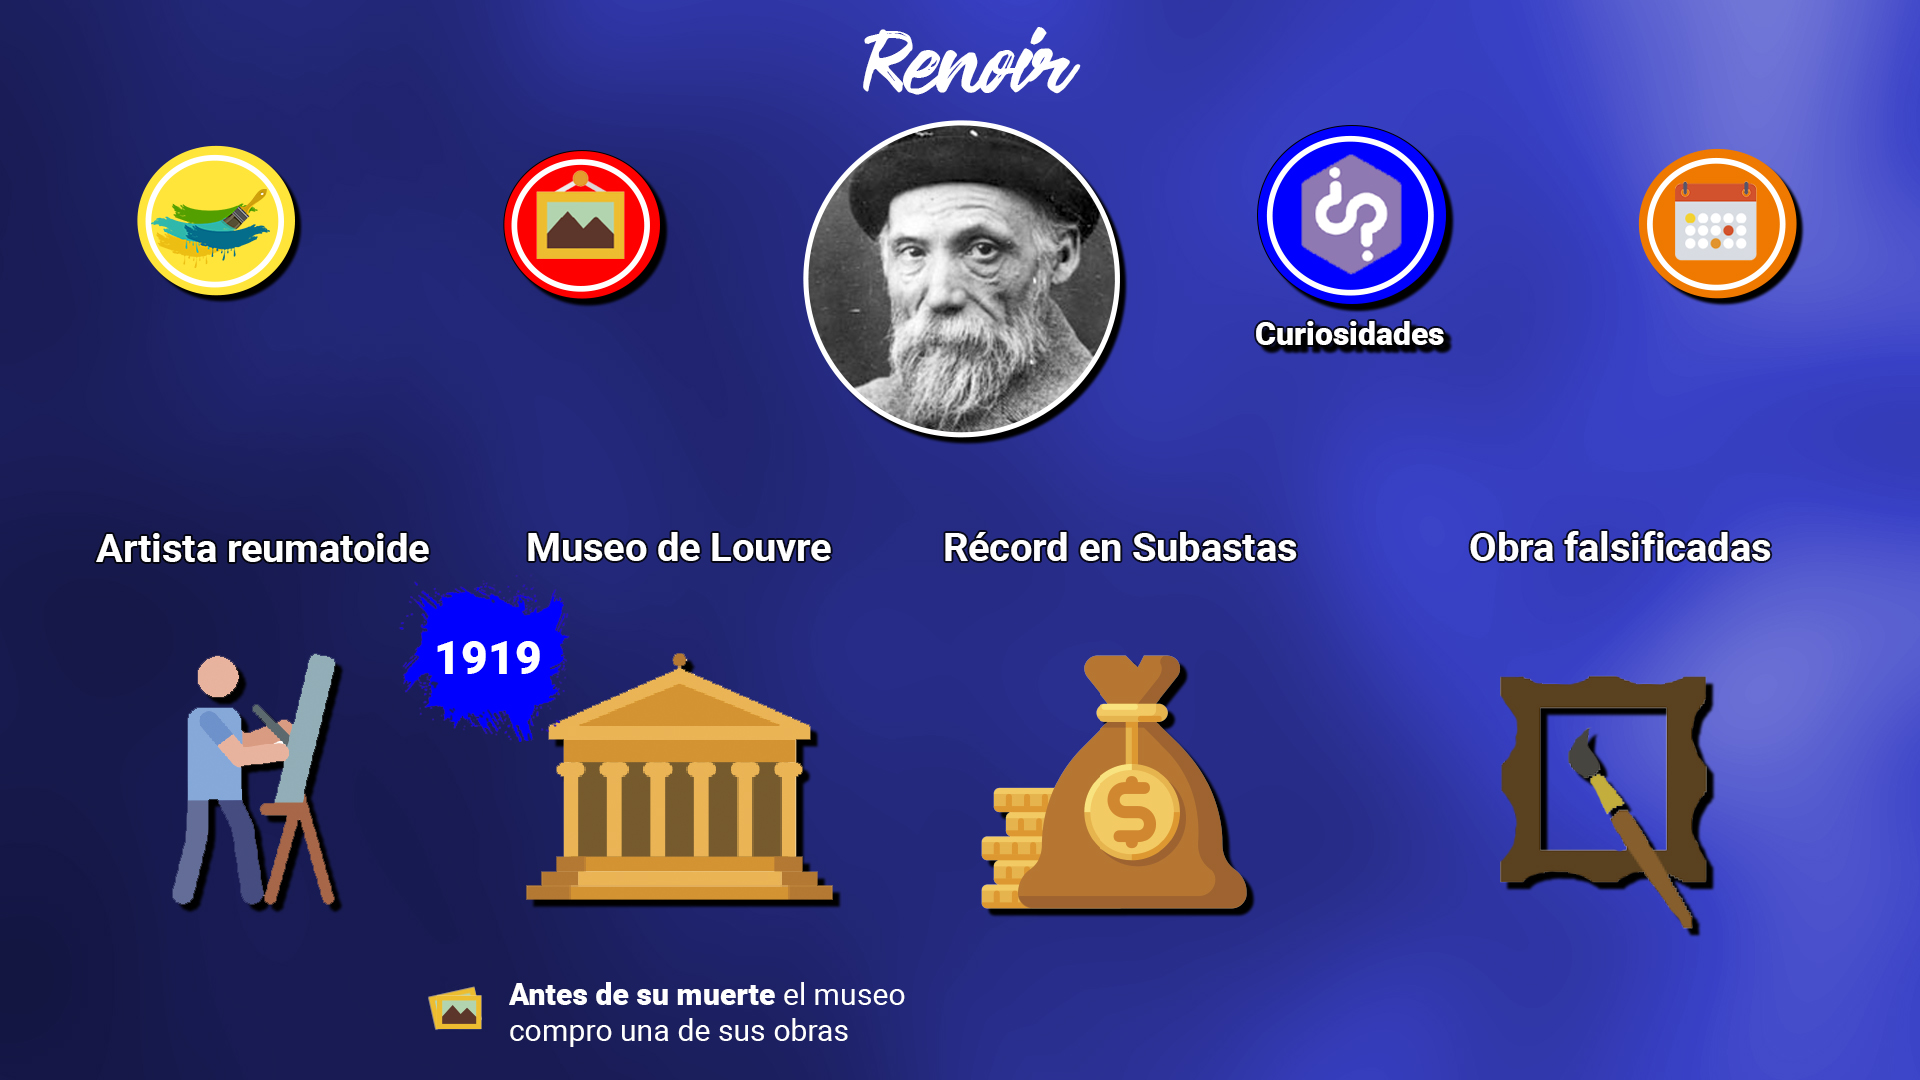 Renoir
Curiosidades
Artista reumatoide
Museo de Louvre
Récord en Subastas
Obra falsificadas
1919
Antes de su muerte el museo
compro una de sus obras